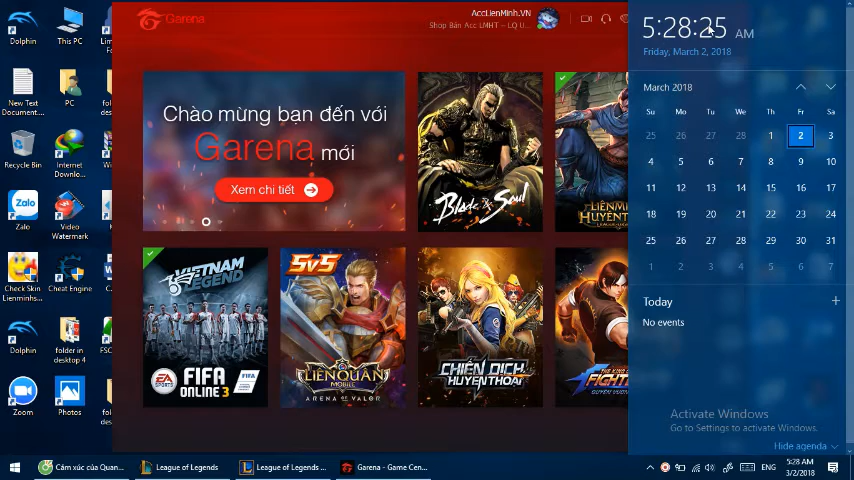 Dolphin
This PC
New Text
Document...
PC
Recycle Bin
Internet
Downlo...
Zalo
Video
Watermark
Check Skin
Lienminhs...
Cheat Engine
Dolphin
folder in
desktop 4
Zoom
Photos
Garena
AccLienMinh.VN
Chào mừng bạn đến với
Garena mới
Xem chi tiết
Blade & Soul
VIETNAM
LEGEND
EA
SPORTS
FIFA
ONLINE 3
5v5
LIÊN QUÂN
MOBILE
ARENA OF VALOR
CHIẾN DỊCH
HUYỀN THOẠI
5:28:25 AM
Friday, March 2, 2018
March 2018
Su Mo Tu We Th Fr Sa
25 26 27 28 1 2 3
4 5 6 7 8 9 10
11 12 13 14 15 16 17
18 19 20 21 22 23 24
25 26 27 28 29 30 31
1 2 3 4 5 6 7
Today
No events
Activate Windows
Go to Settings to activate Windows.
Hide agenda
Cảm xúc của Quan...
League of Legends
League of Legends ...
Garena - Game Cen...
ENG
5:28 AM
3/2/2018